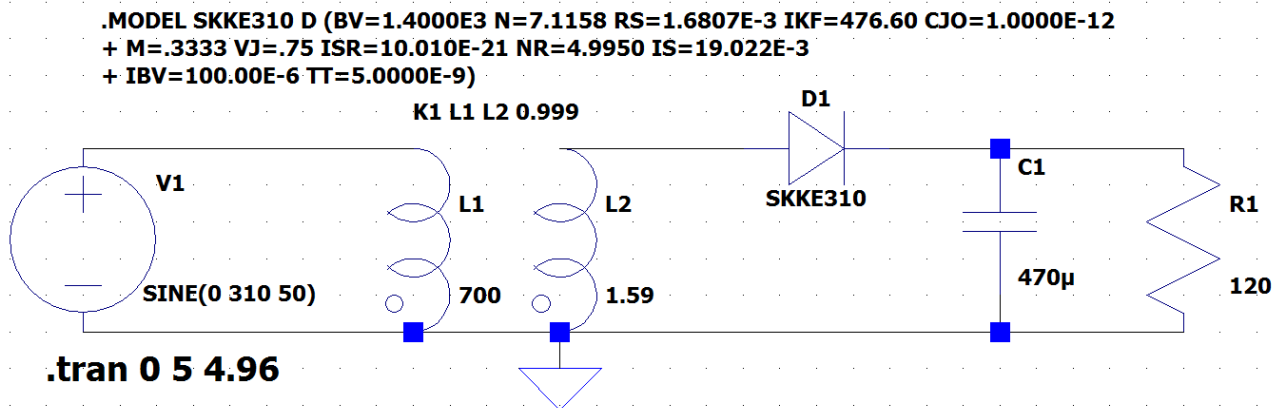 .MODEL SKKE310 D (BV=1.4000E3 N=7.1158 RS=1.6807E-3 IKF=476.60 CJO=1.0000E-12
+ M=.3333 VJ=.75 ISR=10.010E-21 NR=4.9950 IS=19.022E-3
+ IBV=100.00E-6 TT=5.0000E-9)
K1 L1 L2 0.999
D1
SKKE310
V1
SINE(0 310 50)
L1
700
L2
1.59
C1
470µ
R1
120
.tran 0 5 4.96